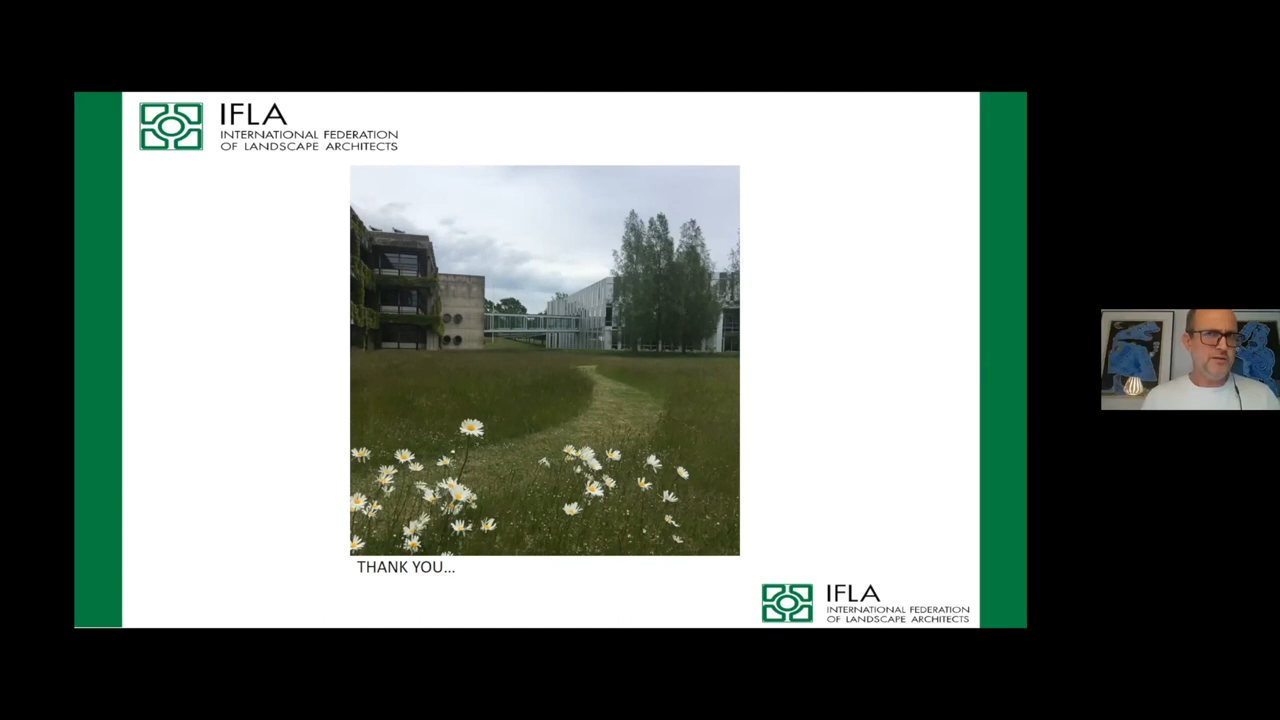 IFLA
INTERNATIONAL FEDERATION
OF LANDSCAPE ARCHITECTS
THANK YOU...
IFLA
INTERNATIONAL FEDERATION
OF LANDSCAPE ARCHITECTS